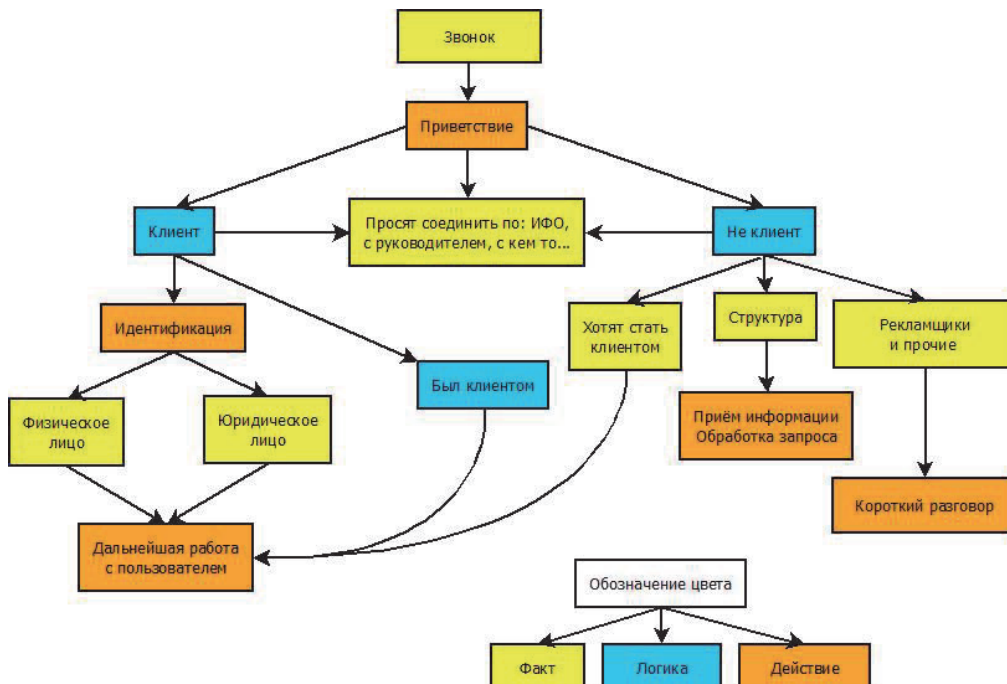 Звонок
Приветствие
Клиент
Просят соединить по: ИФО,
с руководителем, с кем то...
Не клиент
Идентификация
Хотят стать
клиентом
Структура
Рекламщики
и прочие
Был клиентом
Физическое
лицо
Юридическое
лицо
Приём информации
Обработка запроса
Короткий разговор
Дальнейшая работа
с пользователем
Обозначение цвета
Факт
Логика
Действие